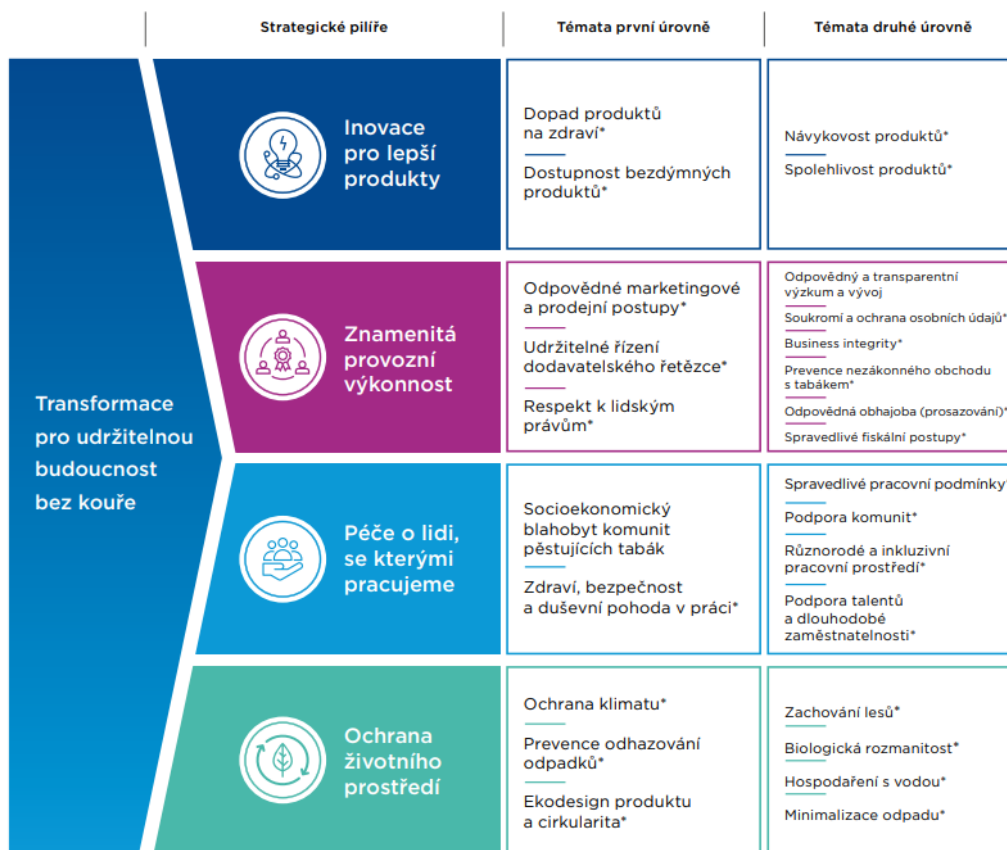 Strategické pilíře
Témata první úrovně
Témata druhé úrovně
Transformace
pro udržitelnou
budoucnost
bez kouře
Inovace
pro lepší
produkty
Dopad produktů
na zdraví*
Dostupnost bezdýmných
produktů*
Návykovost produktů*
Spolehlivost produktů*
Znamenitá
provozní
výkonnost
Odpovědné marketingové
a prodejní postupy*
Udržitelné řízení
dodavatelského řetězce*
Respekt k lidským
právům*
Odpovědný a transparentní
výzkum a vývoj
Soukromí a ochrana osobních údajů*
Business integrity*
Prevence nezákonného obchodu
s tabákem*
Odpovědná obhajoba (prosazování)*
Spravedlivé fiskální postupy*
Péče o lidi,
se kterými
pracujeme
Socioekonomický
blahobyt komunit
pěstujících tabák
Zdraví, bezpečnost
a duševní pohoda v práci*
Spravedlivé pracovní podmínky*
Podpora komunit*
Různorodé a inkluzivní
pracovní prostředí*
Podpora talentů
a dlouhodobé
zaměstnatelnosti*
Ochrana
životního
prostředí
Ochrana klimatu*
Prevence odhazování
odpadků*
Ekodesign produktu
a cirkularita*
Zachování lesů*
Biologická rozmanitost*
Hospodaření s vodou*
Minimalizace odpadu*